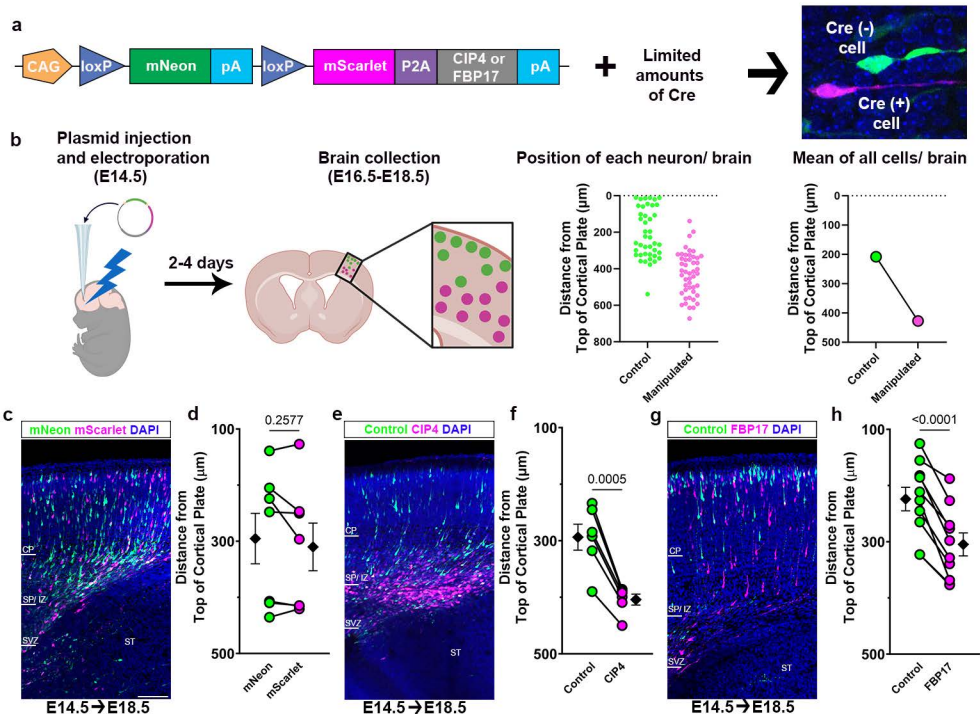 a
CAG
loxP
mNeon
pA
loxP
mScarlet
P2A
CIP4 or
FBP17
pA
+
Limited
amounts
of Cre
Cre (-)
cell
Cre (+)
cell
b
Plasmid injection
and electroporation
(E14.5)
2-4 days
Brain collection
(E16.5-E18.5)
Position of each neuron/ brain
Distance from
Top of Cortical Plate (μm)
0
200
400
600
800
Control
Manipulated
Mean of all cells/ brain
Distance from
Top of Cortical Plate (μm)
0
100
200
300
400
500
Control
Manipulated
c
mNeon mScarlet DAPI
CP
SP/ IZ
SVZ
ST
E14.5→E18.5
d
0.2577
Distance from
Top of Cortical Plate (μm)
100
300
500
mNeon
mScarlet
e
Control CIP4 DAPI
CP
SP/ IZ
SVZ
ST
E14.5→E18.5
f
0.0005
Distance from
Top of Cortical Plate (μm)
100
300
500
Control
CIP4
g
Control FBP17 DAPI
CP
SP/ IZ
SVZ
ST
E14.5→E18.5
h
<0.0001
Distance from
Top of Cortical Plate (μm)
100
300
500
Control
FBP17